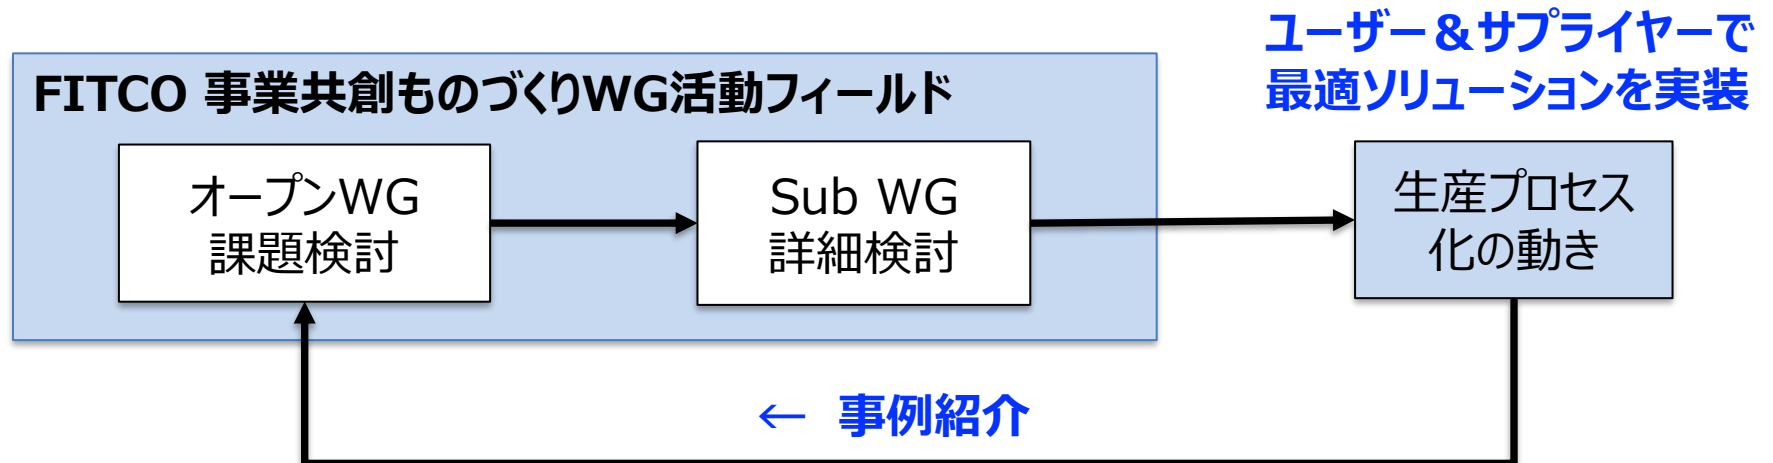 ユーザー＆サプライヤーで
最適ソリューションを実装
FITCO 事業共創ものづくりWG活動フィールド
オープンWG
課題検討
Sub WG
詳細検討
生産プロセス
化の動き
← 事例紹介